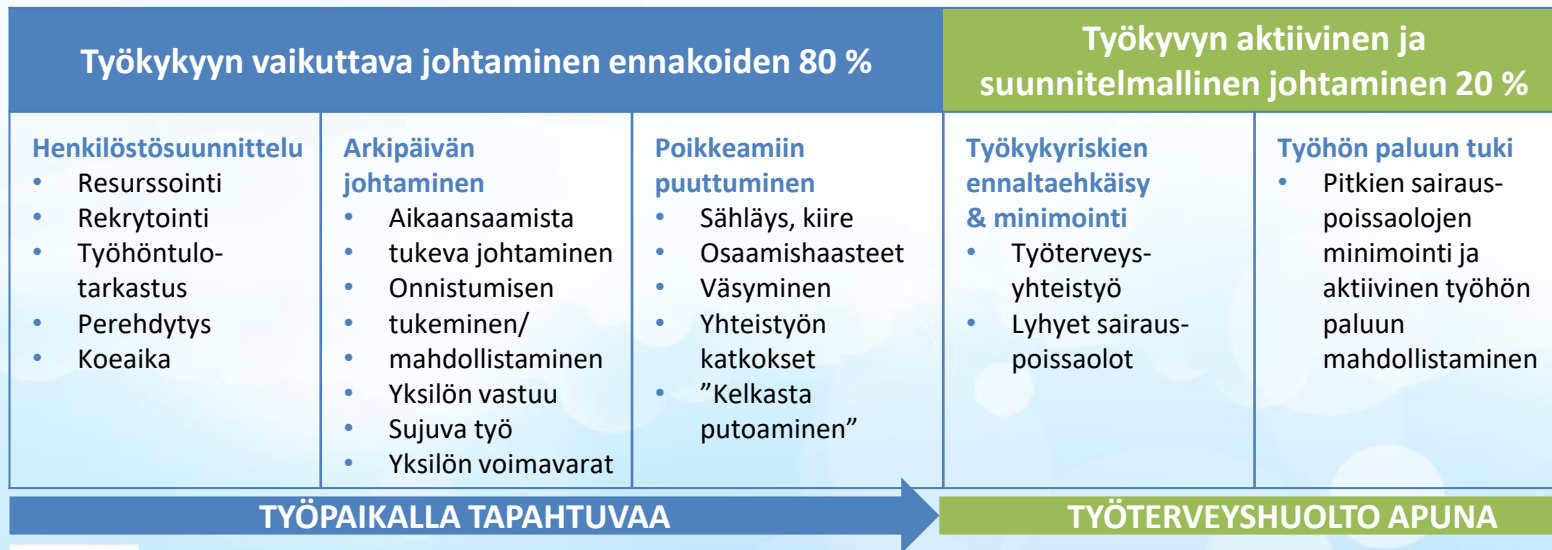 Työkykyyn vaikuttava johtaminen ennakoiden 80 %
Työkyvyn aktiivinen ja
suunnitelmallinen johtaminen 20 %
Henkilöstösuunnittelu
• Resurssointi
• Rekrytointi
• Työhöntulo-
tarkastus
• Perehdytys
• Koeaika
Arkipäivän
johtaminen
• Aikaansaamista
• tukeva johtaminen
• Onnistumisen
• tukeminen/
• mahdollistaminen
• Yksilön vastuu
• Sujuva työ
• Yksilön voimavarat
Poikkeamiin
puuttuminen
• Sähläys, kiire
• Osaamishaasteet
• Väsyminen
• Yhteistyön
katkokset
• ”Kelkasta
putoaminen”
Työkykyriskien
ennaltaehkäisy
& minimointi
• Työterveys-
yhteistyö
• Lyhyet sairaus-
poissaolot
Työhön paluun tuki
• Pitkien sairaus-
poissaolojen
minimointi ja
aktiivinen työhön
paluun
mahdollistaminen
TYÖPAIKALLA TAPAHTUVAA
TYÖTERVEYSHUOLTO APUNA